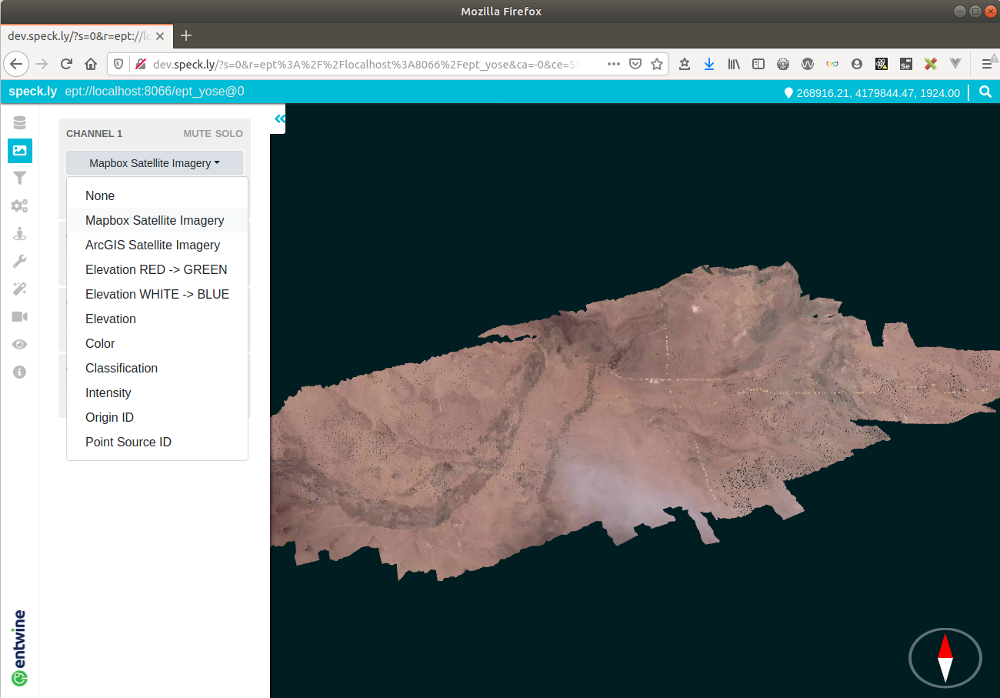 Mozilla Firefox
dev.speck.ly/?s=0&r=ept://l
dev.speck.ly/?s=0&r=ept%3A%2F%2Flocalhost%3A8066%2Fept_yose&ca=-0&ce=5
speck.ly ept://localhost:8066/ept_yose@0
268916.21, 4179844.47, 1924.00
CHANNEL 1 MUTE SOLO
Mapbox Satellite Imagery
None
Mapbox Satellite Imagery
ArcGIS Satellite Imagery
Elevation RED -> GREEN
Elevation WHITE -> BLUE
Elevation
Color
Classification
Intensity
Origin ID
Point Source ID
entwine